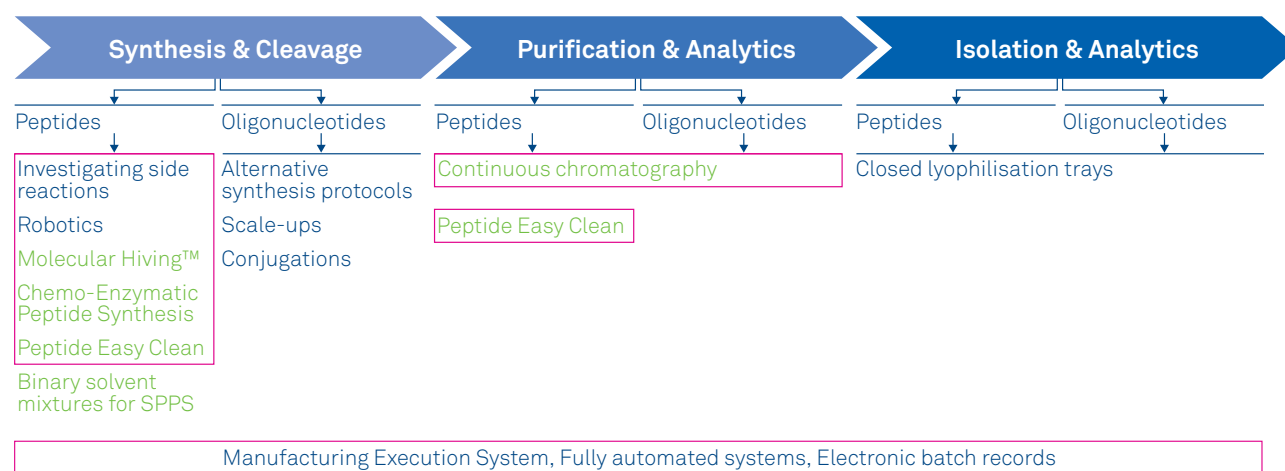 Synthesis & Cleavage
Purification & Analytics
Isolation & Analytics
Peptides
Oligonucleotides
Peptides
Oligonucleotides
Peptides
Oligonucleotides
Investigating side
reactions
Robotics
Molecular Hiving™
Chemo-Enzymatic
Peptide Synthesis
Peptide Easy Clean
Binary solvent
mixtures for SPPS
Alternative
synthesis protocols
Scale-ups
Conjugations
Continuous chromatography
Peptide Easy Clean
Closed lyophilisation trays
Manufacturing Execution System, Fully automated systems, Electronic batch records